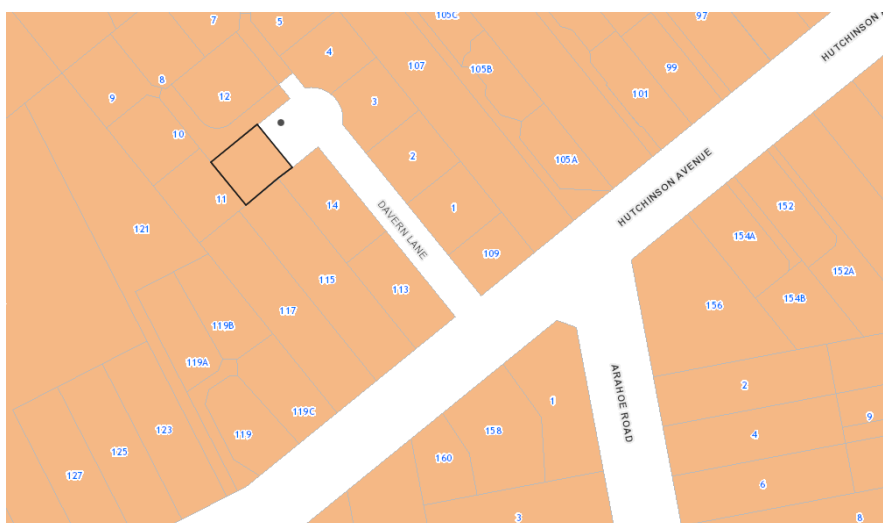 7
5
105C
97
HUTCHINSON
4
107
105B
99
8
9
12
101
3
10
2
105A
HUTCHINSON AVENUE
11
14
1
152
121
DAVERN LANE
154A
109
115
113
152A
154B
117
156
119B
119A
ARAHOE ROAD
2
119C
1
9
123
119
158
4
125
160
127
6
3
8